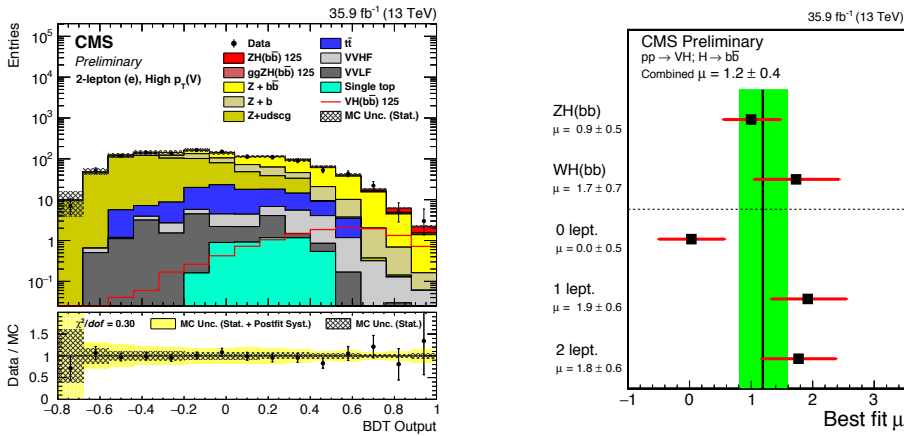 35.9 fb⁻¹ (13 TeV)
Entries
10⁵
10⁴
10³
10²
10
1
10⁻¹
CMS
Preliminary
2-lepton (e), High p_T(V)
Data
ZH(bb̄) 125
ggZH(bb̄) 125
Z + bb̄
Z + b
Z+udscg
tt̄
VVHF
VVLF
Single top
VH(bb̄) 125
MC Unc. (Stat.)
Data / MC
χ²/dof = 0.30
MC Unc. (Stat. + Postfit Syst.)
MC Unc. (Stat.)
1.5
1
0.5
0
−0.8 −0.6 −0.4 −0.2 0 0.2 0.4 0.6 0.8 1
BDT Output
35.9 fb⁻¹ (13 TeV)
CMS Preliminary
pp → VH; H → bb̄
Combined μ = 1.2 ± 0.4
ZH(bb)
μ = 0.9 ± 0.5
WH(bb)
μ = 1.7 ± 0.7
0 lept.
μ = 0.0 ± 0.5
1 lept.
μ = 1.9 ± 0.6
2 lept.
μ = 1.8 ± 0.6
−1 0 1 2 3
Best fit μ